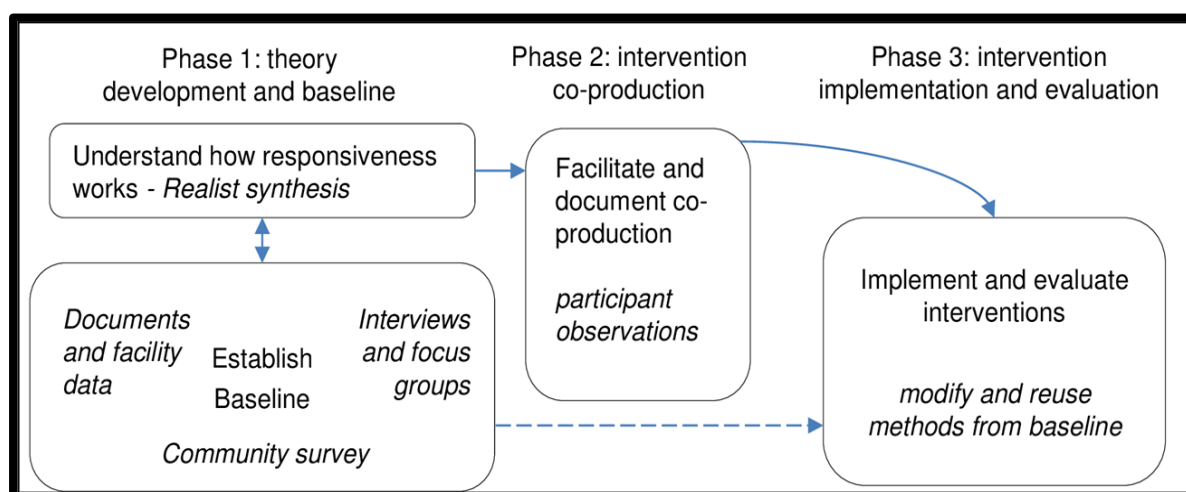 Phase 1: theory
development and baseline
Understand how responsiveness
works - Realist synthesis
Documents
and facility
data
Establish
Baseline
Interviews
and focus
groups
Community survey
Phase 2: intervention
co-production
Facilitate and
document co-
production
participant
observations
Phase 3: intervention
implementation and evaluation
Implement and evaluate
interventions
modify and reuse
methods from baseline